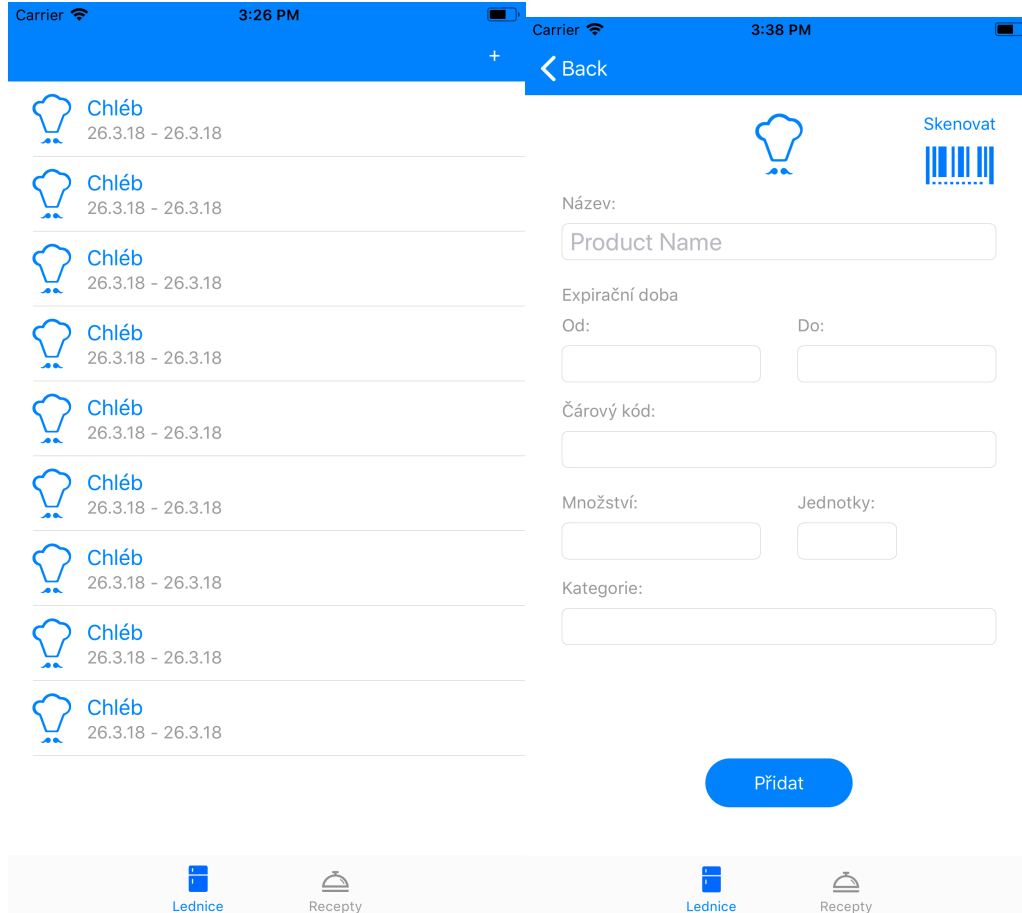 Carrier 3:26 PM
+
Chléb
26.3.18 - 26.3.18
Chléb
26.3.18 - 26.3.18
Chléb
26.3.18 - 26.3.18
Chléb
26.3.18 - 26.3.18
Chléb
26.3.18 - 26.3.18
Chléb
26.3.18 - 26.3.18
Chléb
26.3.18 - 26.3.18
Chléb
26.3.18 - 26.3.18
Chléb
26.3.18 - 26.3.18
Lednice Recepty
Carrier 3:38 PM
Back
Skenovat
Název:
Product Name
Expirační doba
Od: Do:
Čárový kód:
Množství: Jednotky:
Kategorie:
Přidat
Lednice Recepty